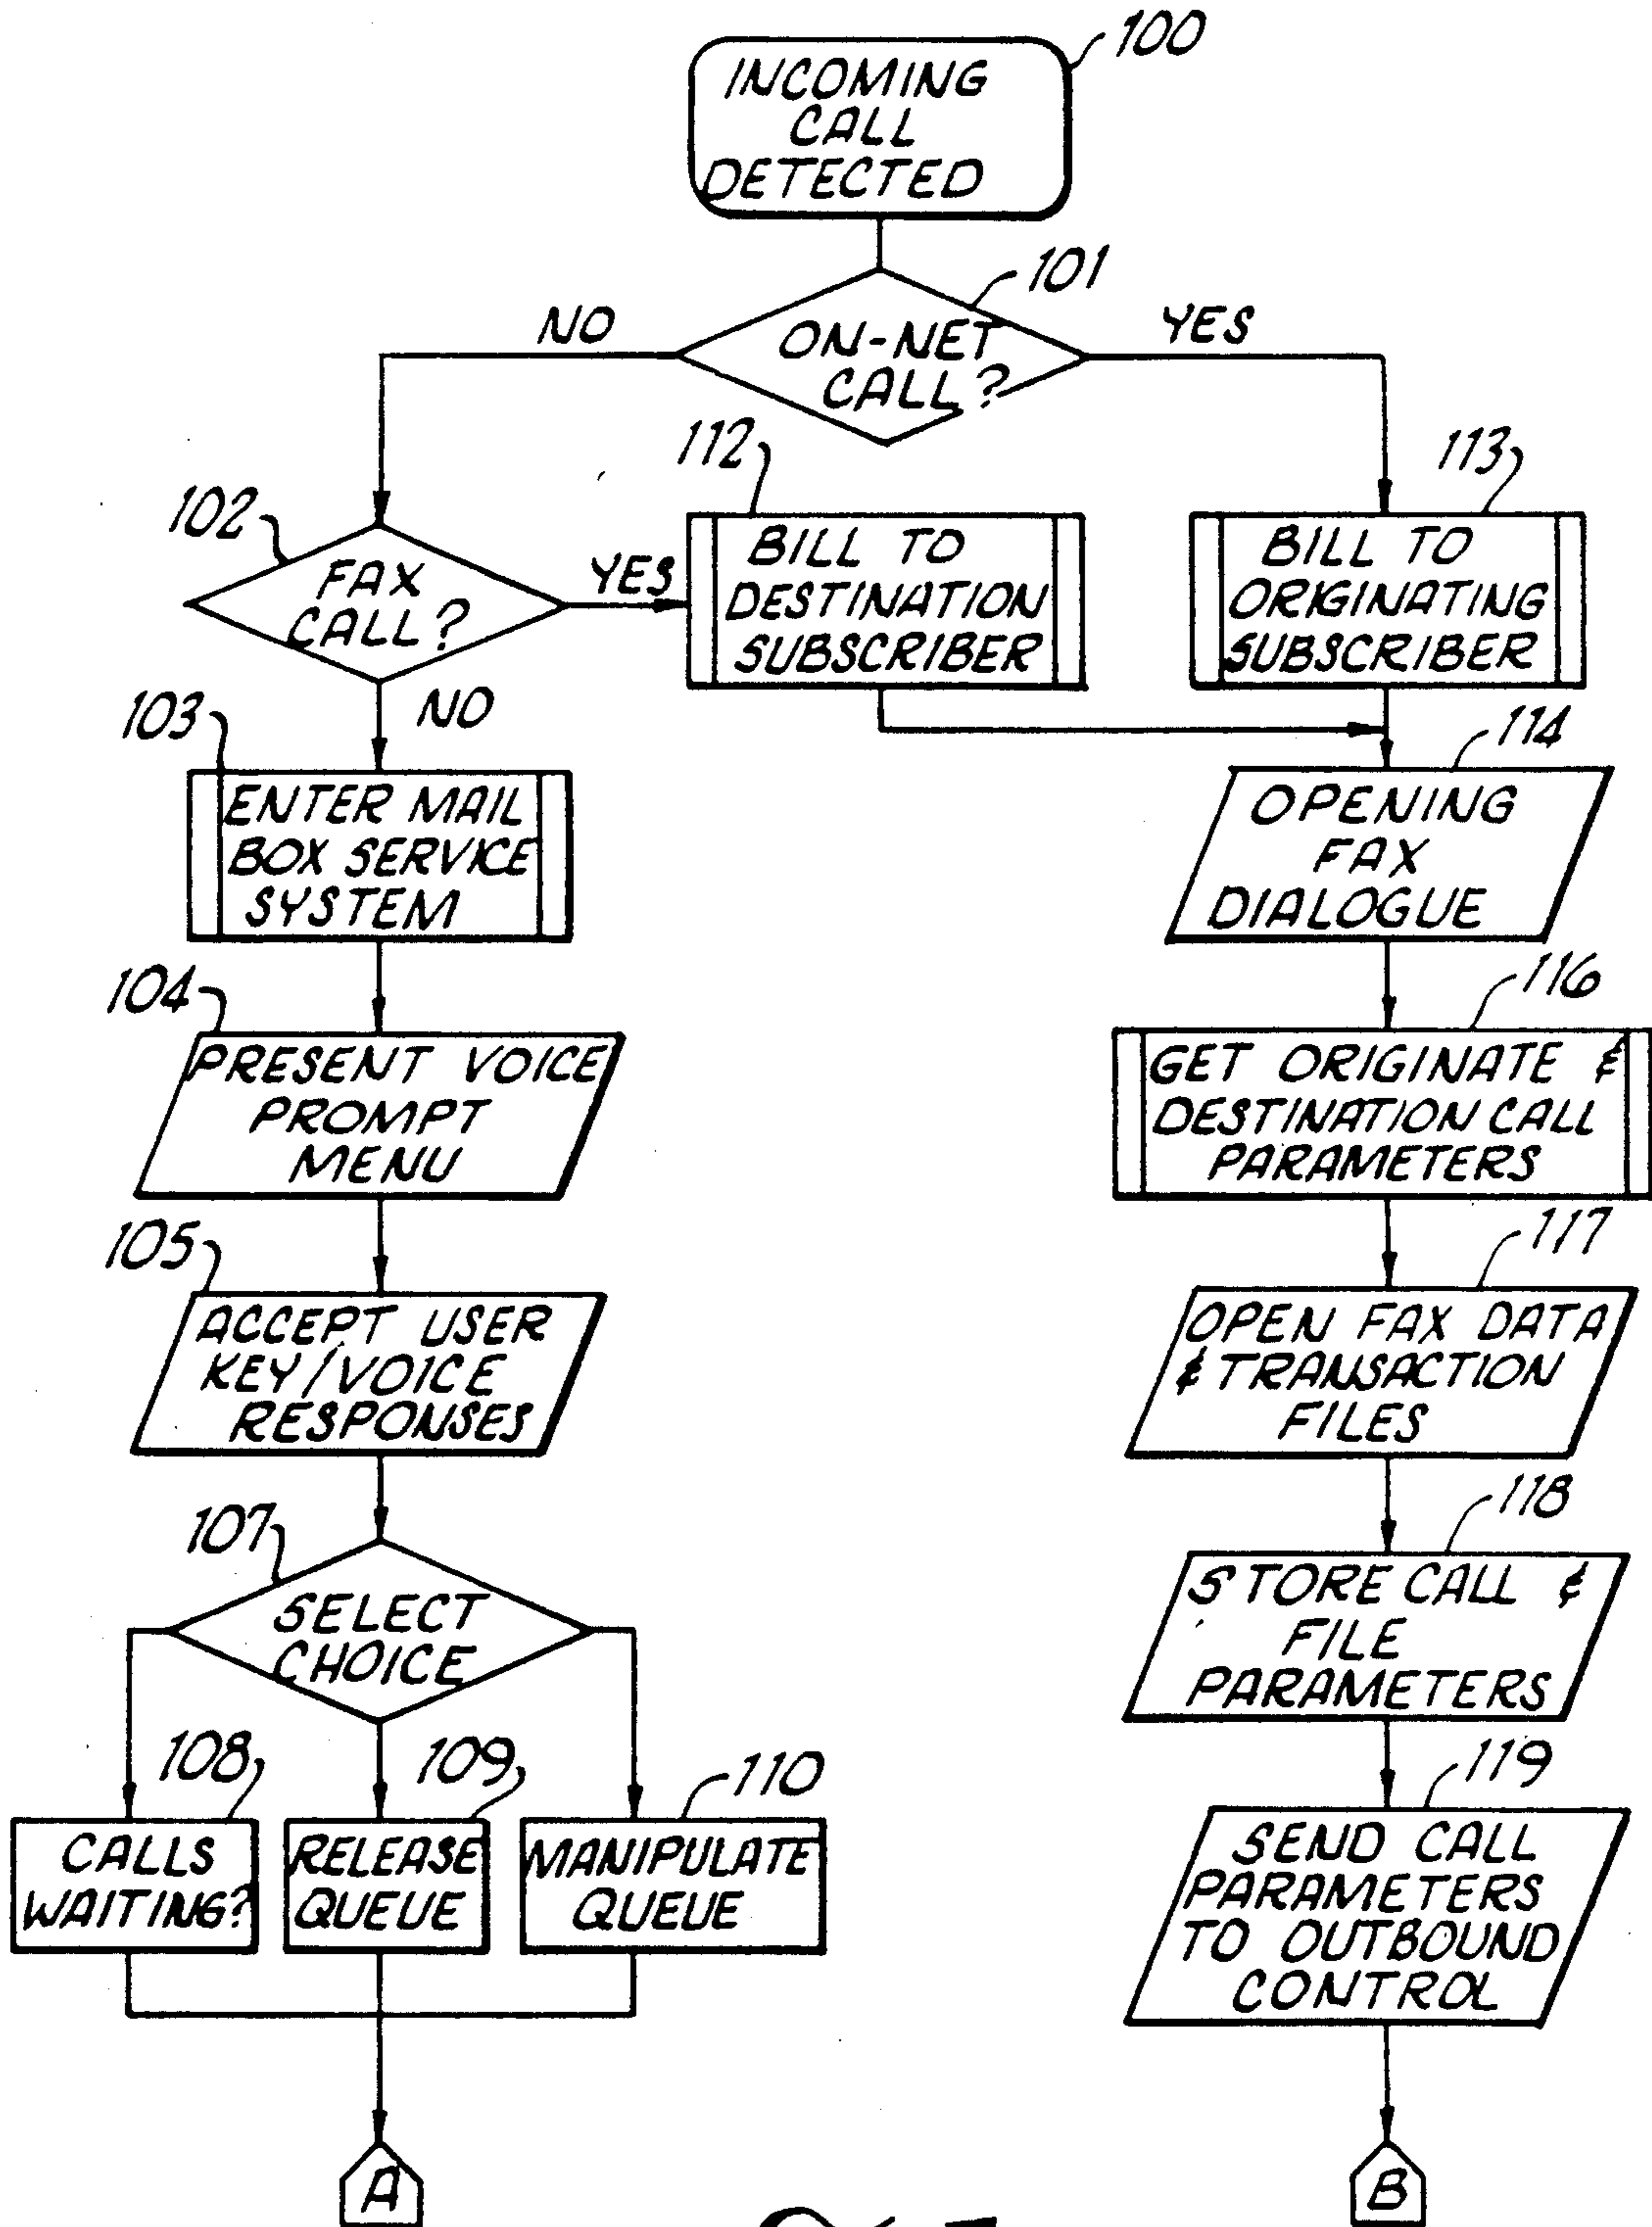 100
INCOMING
CALL
DETECTED
101
NO
ON-NET
CALL?
YES
112
113
102
FAX
CALL?
YES
BILL TO
DESTINATION
SUBSCRIBER
BILL TO
ORIGINATING
SUBSCRIBER
NO
103
ENTER MAIL
BOX SERVICE
SYSTEM
114
OPENING
FAX
DIALOGUE
104
PRESENT VOICE
PROMPT
MENU
116
GET ORIGINATE &
DESTINATION CALL
PARAMETERS
105
ACCEPT USER
KEY/VOICE
RESPONSES
117
OPEN FAX DATA
& TRANSACTION
FILES
107
SELECT
CHOICE
118
STORE CALL &
FILE
PARAMETERS
108
CALLS
WAITING?
109
RELEASE
QUEUE
110
MANIPULATE
QUEUE
119
SEND CALL
PARAMETERS
TO OUTBOUND
CONTROL
A
B